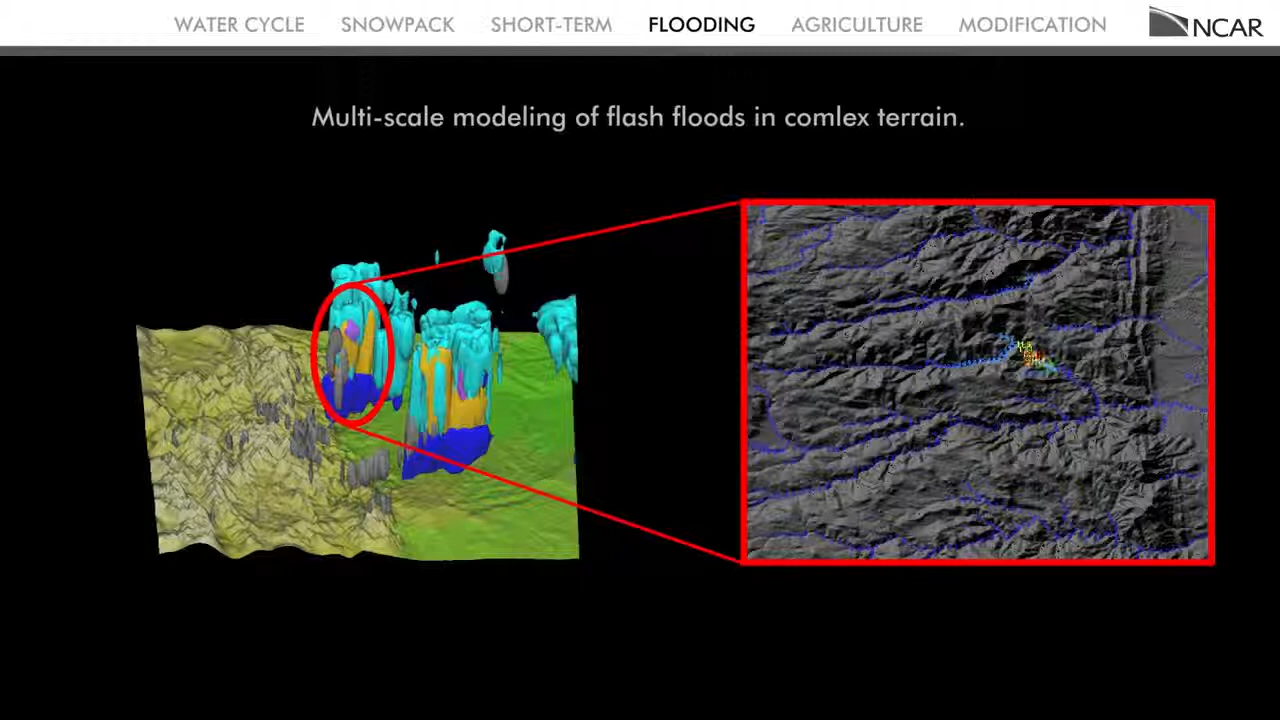 WATER CYCLE SNOWPACK SHORT-TERM FLOODING AGRICULTURE MODIFICATION NCAR
Multi-scale modeling of flash floods in comlex terrain.